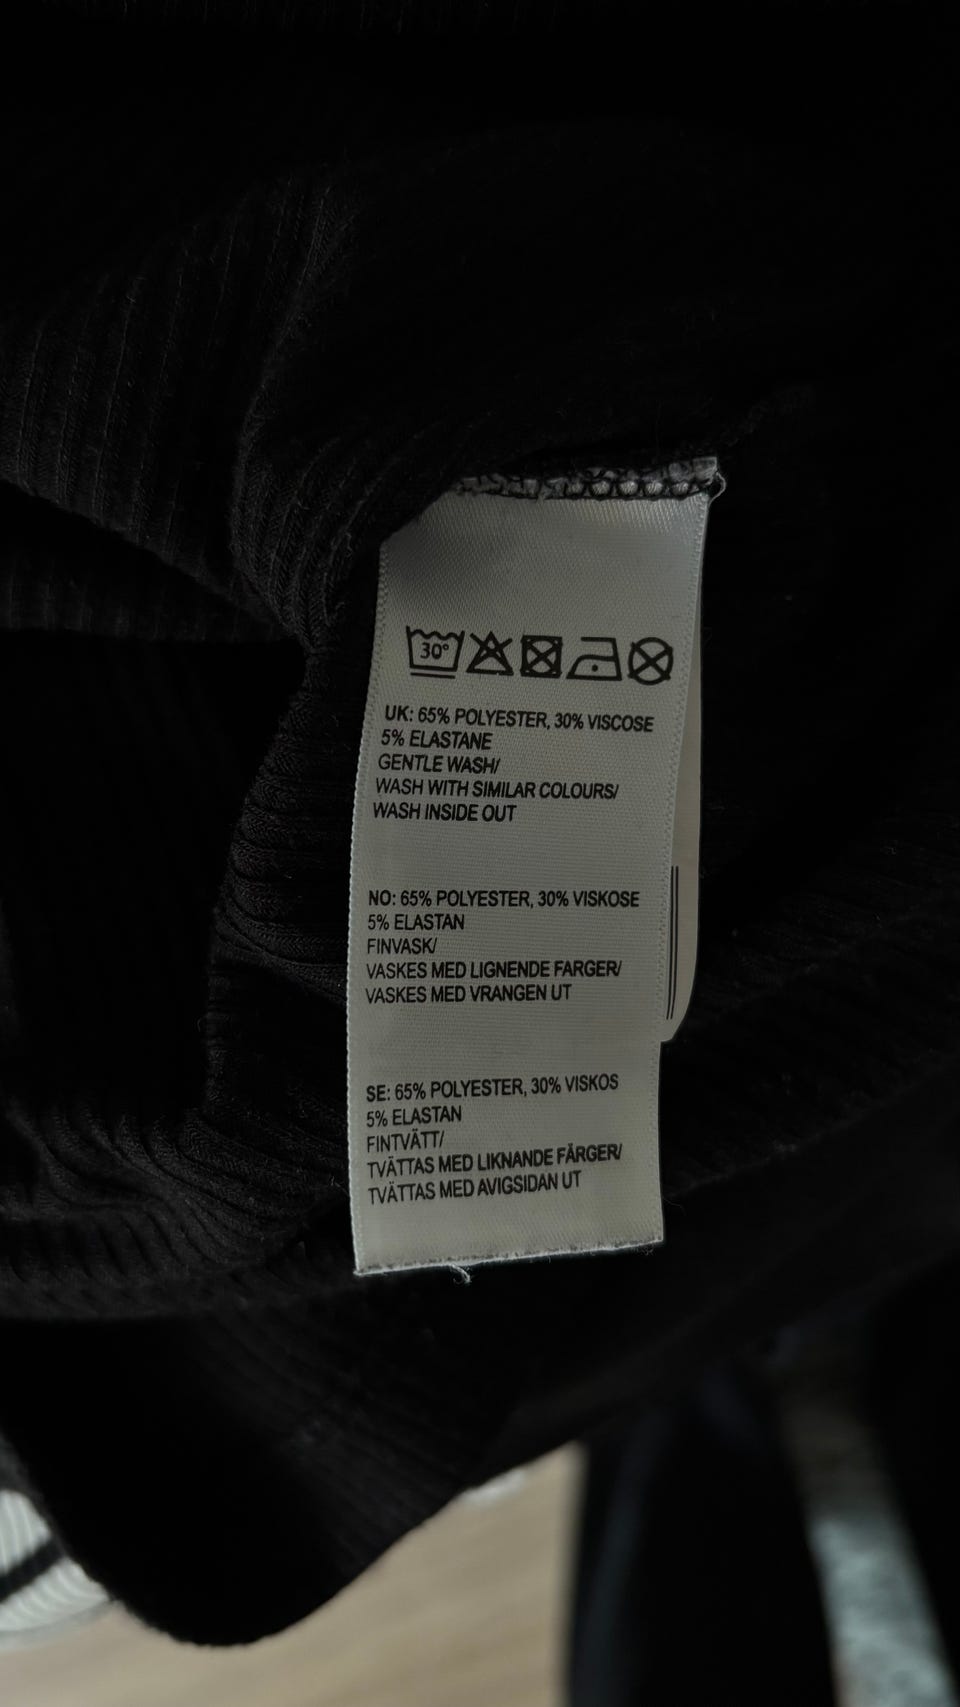 30°
UK: 65% POLYESTER, 30% VISCOSE
5% ELASTANE
GENTLE WASH/
WASH WITH SIMILAR COLOURS/
WASH INSIDE OUT
NO: 65% POLYESTER, 30% VISKOSE
5% ELASTAN
FINVASK/
VASKES MED LIGNENDE FARGER/
VASKES MED VRANGEN UT
SE: 65% POLYESTER, 30% VISKOS
5% ELASTAN
FINTVÄTT/
TVÄTTAS MED LIKNANDE FÄRGER/
TVÄTTAS MED AVIGSIDAN UT